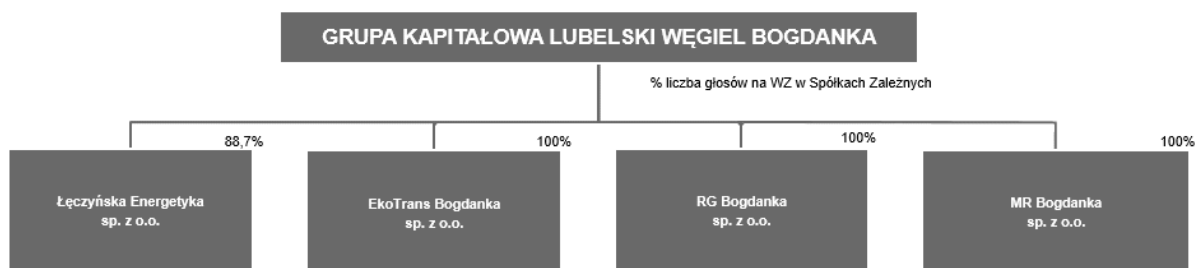 GRUPA KAPITAŁOWA LUBELSKI WĘGIEL BOGDANKA
% liczba głosów na WZ w Spółkach Zależnych
88,7%
100%
100%
100%
Łęczyńska Energetyka
sp. z o.o.
EkoTrans Bogdanka
sp. z o.o.
RG Bogdanka
sp. z o.o.
MR Bogdanka
sp. z o.o.